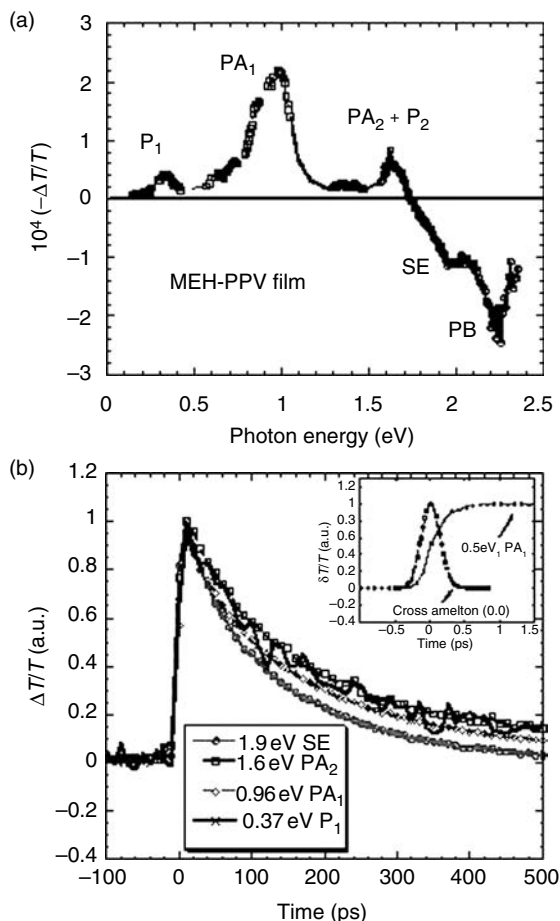 (a)
3
2
1
0
−1
−2
−3
10⁴ (−ΔT/T)
P₁
PA₁
PA₂ + P₂
SE
PB
MEH-PPV film
0 0.5 1 1.5 2 2.5
Photon energy (eV)
(b)
1.2
1
0.8
0.6
0.4
0.2
0
−0.2
−0.4
ΔT/T (a.u.)
1.2
1
0.8
0.6
0.4
0.2
0
−0.2
−0.4
δT/T (a.u.)
0.5eV₁ PA₁
Cross amelton (0.0)
−0.5 0 0.5 1 1.5
Time (ps)
1.9 eV SE
1.6 eV PA₂
0.96 eV PA₁
0.37 eV P₁
−100 0 100 200 300 400 500
Time (ps)